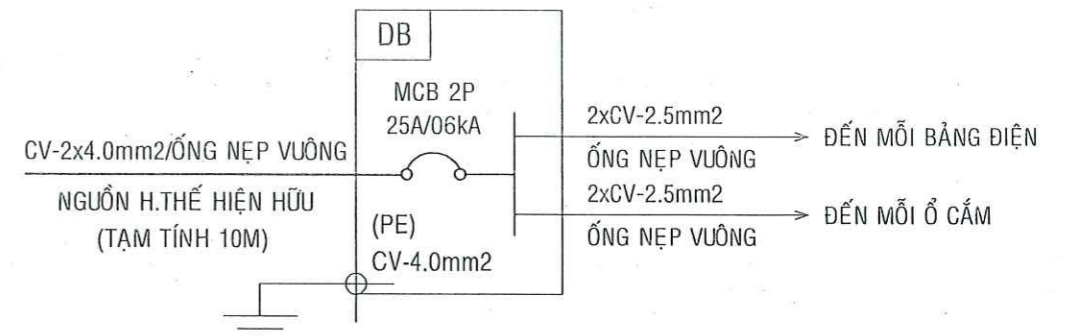 DB
MCB 2P
25A/06kA
CV-2x4.0mm2/ỐNG NẸP VUÔNG
NGUỒN H.THẾ HIỆN HỮU
(TẠM TÍNH 10M)
(PE)
CV-4.0mm2
2xCV-2.5mm2
ỐNG NẸP VUÔNG
ĐẾN MỖI BẢNG ĐIỆN
2xCV-2.5mm2
ỐNG NẸP VUÔNG
ĐẾN MỖI Ổ CẮM